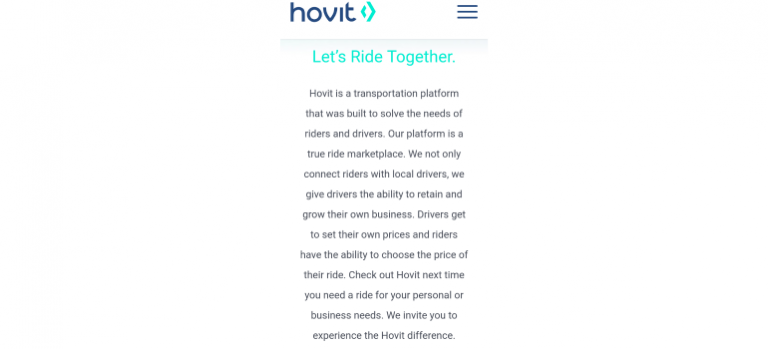 hovit
Let's Ride Together.
Hovit is a transportation platform
that was built to solve the needs of
riders and drivers. Our platform is a
true ride marketplace. We not only
connect riders with local drivers, we
give drivers the ability to retain and
grow their own business. Drivers get
to set their own prices and riders
have the ability to choose the price of
their ride. Check out Hovit next time
you need a ride for your personal or
business needs. We invite you to
experience the Hovit difference.